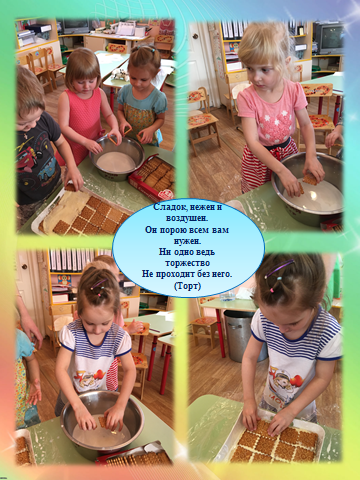 Сладок, нежен и
воздушен.
Он порою всем вам
нужен.
Ни одно ведь
торжество
Не проходит без него.
(Торт)